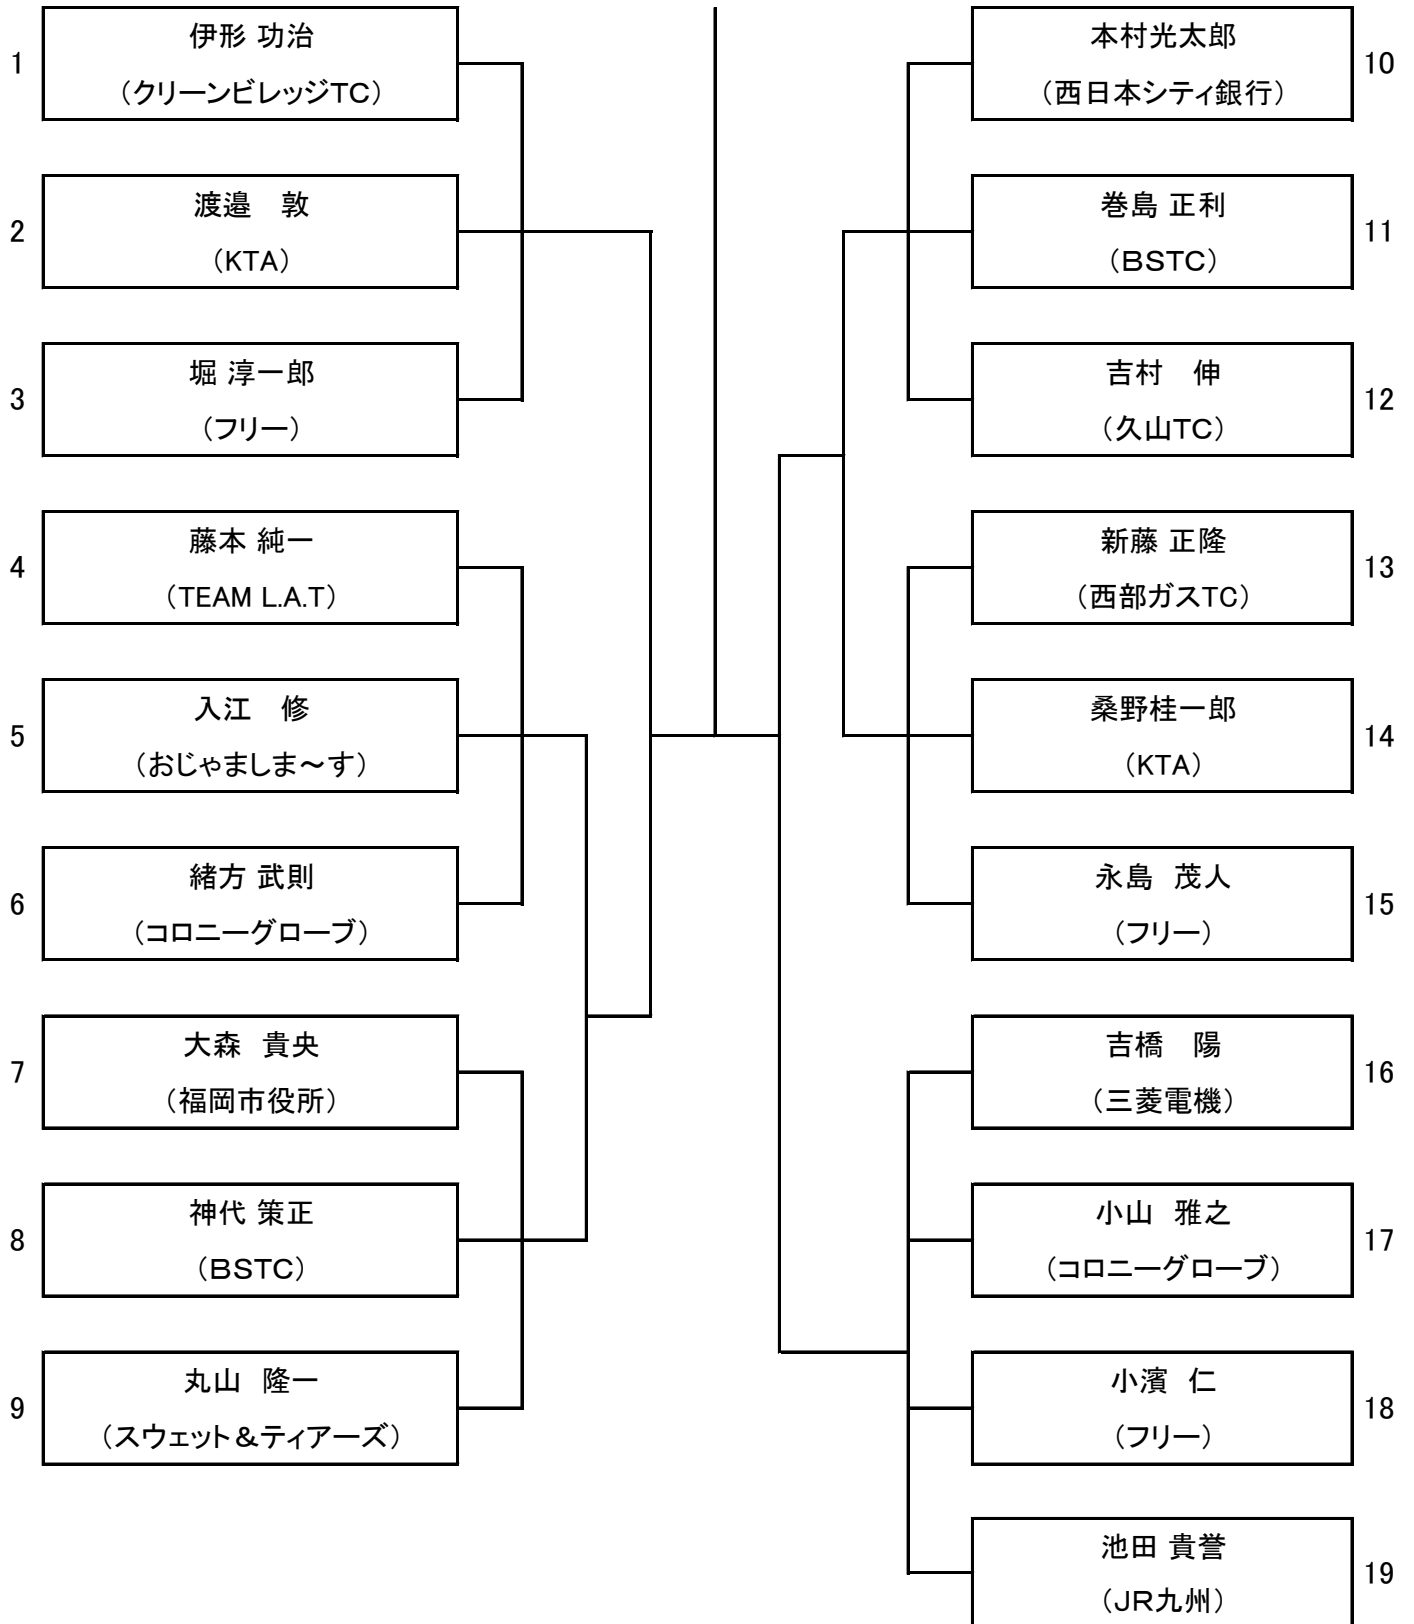 1
伊形 功治
（クリーンビレッジTC）
2
渡邉　敦
（KTA）
3
堀 淳一郎
（フリー）
4
藤本 純一
（TEAM L.A.T）
5
入江　修
（おじゃましま～す）
6
緒方 武則
（コロニーグローブ）
7
大森　貴央
（福岡市役所）
8
神代 策正
（BSTC）
9
丸山　隆一
（スウェット＆ティアーズ）
本村光太郎
（西日本シティ銀行）
10
巻島 正利
（BSTC）
11
吉村　伸
（久山TC）
12
新藤 正隆
（西部ガスTC）
13
桑野桂一郎
（KTA）
14
永島　茂人
（フリー）
15
吉橋　陽
（三菱電機）
16
小山　雅之
（コロニーグローブ）
17
小濱　仁
（フリー）
18
池田 貴誉
（JR九州）
19